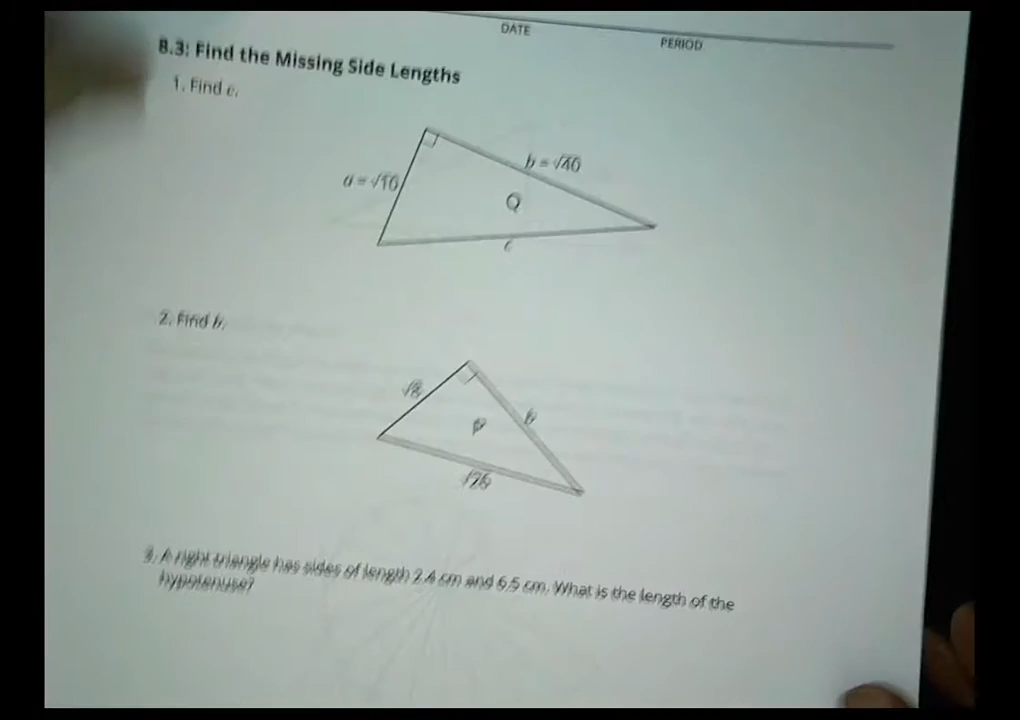 DATE
PERIOD
8.3: Find the Missing Side Lengths
1. Find c.
b = √40
a = √10
Q
c
2. Find b.
√8
b
P
√26
3. A right triangle has sides of length 2.4 cm and 6.5 cm. What is the length of the
hypotenuse?